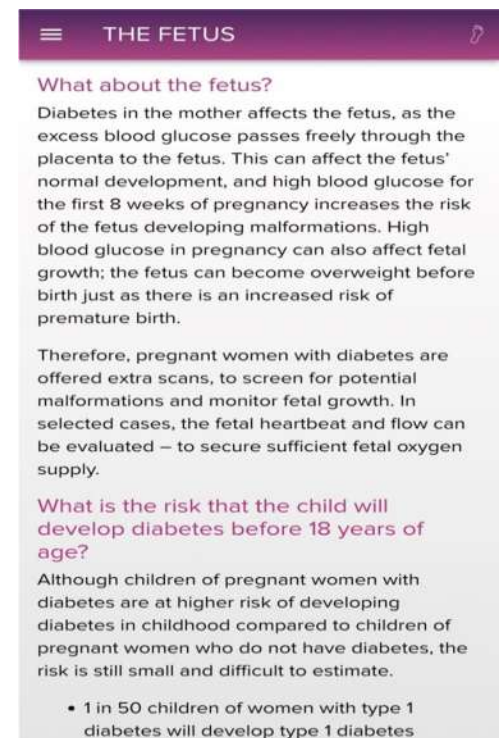 THE FETUS
What about the fetus?
Diabetes in the mother affects the fetus, as the
excess blood glucose passes freely through the
placenta to the fetus. This can affect the fetus'
normal development, and high blood glucose for
the first 8 weeks of pregnancy increases the risk
of the fetus developing malformations. High
blood glucose in pregnancy can also affect fetal
growth; the fetus can become overweight before
birth just as there is an increased risk of
premature birth.
Therefore, pregnant women with diabetes are
offered extra scans, to screen for potential
malformations and monitor fetal growth. In
selected cases, the fetal heartbeat and flow can
be evaluated – to secure sufficient fetal oxygen
supply.
What is the risk that the child will
develop diabetes before 18 years of
age?
Although children of pregnant women with
diabetes are at higher risk of developing
diabetes in childhood compared to children of
pregnant women who do not have diabetes, the
risk is still small and difficult to estimate.
• 1 in 50 children of women with type 1
diabetes will develop type 1 diabetes